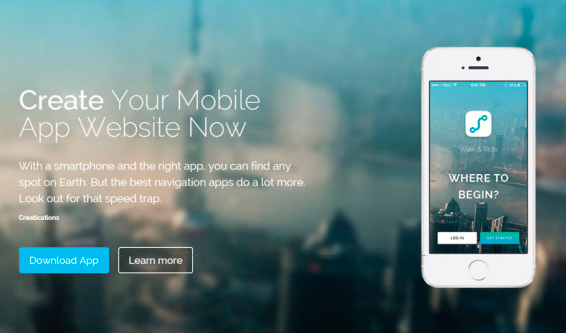 Create Your Mobile
App Website Now
With a smartphone and the right app, you can find any
spot on Earth. But the best navigation apps do a lot more.
Look out for that speed trap.
Creatications
Download App
Learn more
Walk & Ride
WHERE TO
BEGIN?
LOG IN
GET STARTED